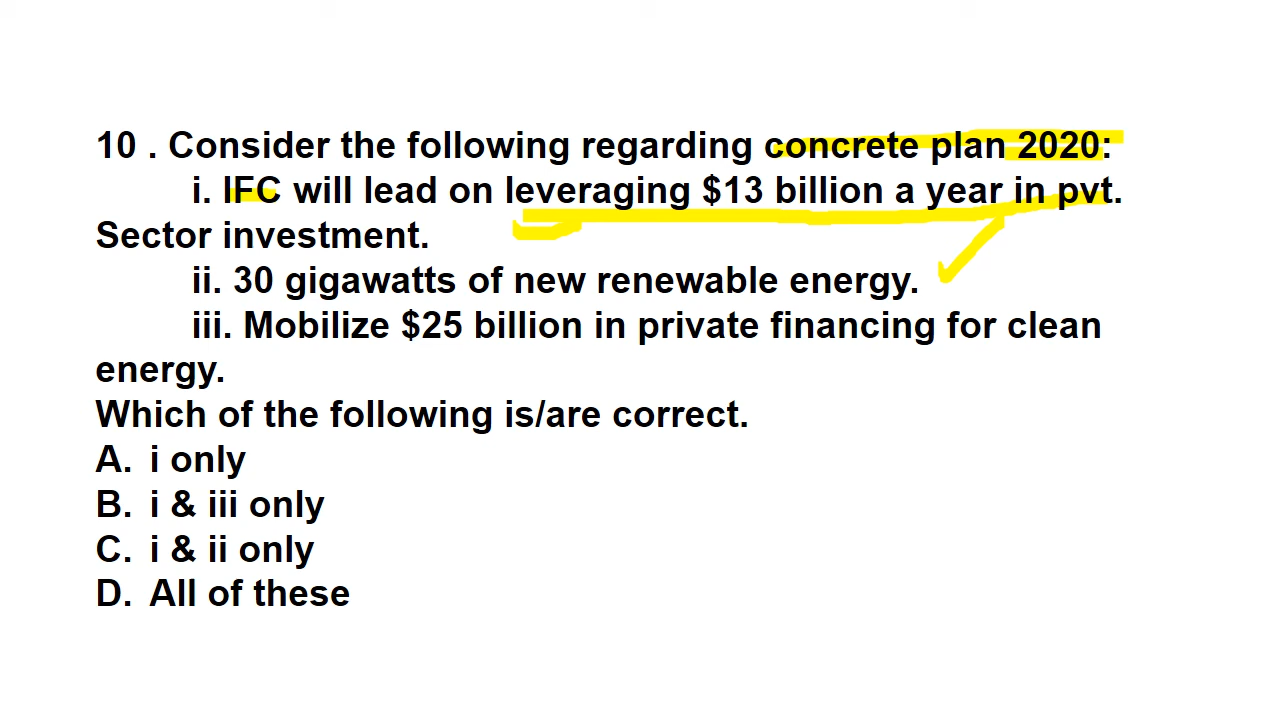 10 . Consider the following regarding concrete plan 2020:
i. IFC will lead on leveraging $13 billion a year in pvt.
Sector investment.
ii. 30 gigawatts of new renewable energy.
iii. Mobilize $25 billion in private financing for clean
energy.
Which of the following is/are correct.
A. i only
B. i & iii only
C. i & ii only
D. All of these